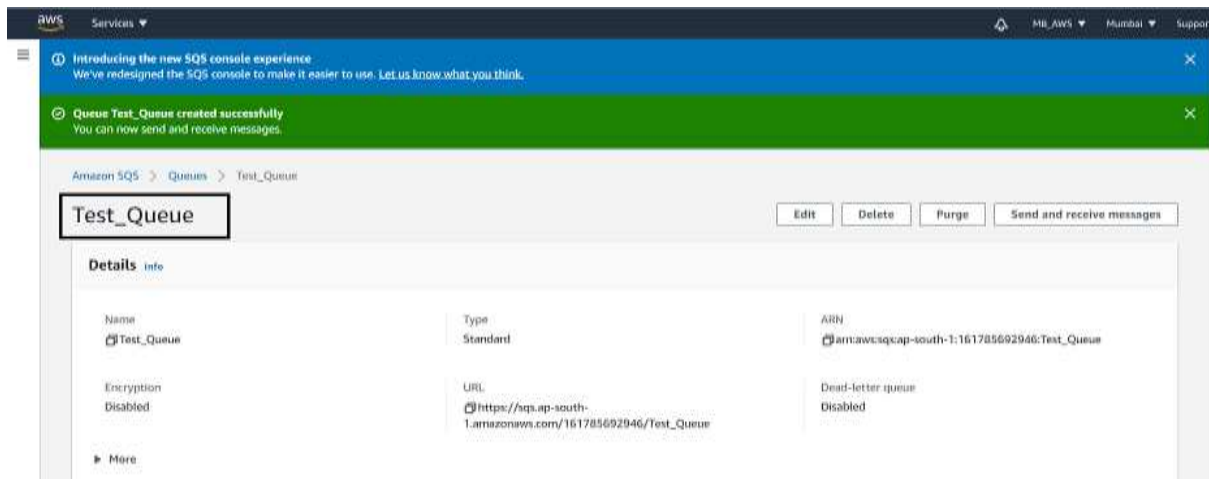 aws Services MB_AWS Mumbai Suppor
Introducing the new SQS console experience
We've redesigned the SQS console to make it easier to use. Let us know what you think.
Queue Test_Queue created successfully
You can now send and receive messages.
Amazon SQS > Queues > Test_Queue
Test_Queue Edit Delete Purge Send and receive messages
Details Info
Name Type ARN
Test_Queue Standard arn:aws:sqs:ap-south-1:161785692946:Test_Queue
Encryption URL Dead-letter queue
Disabled https://sqs.ap-south- Disabled
1.amazonaws.com/161785692946/Test_Queue
More